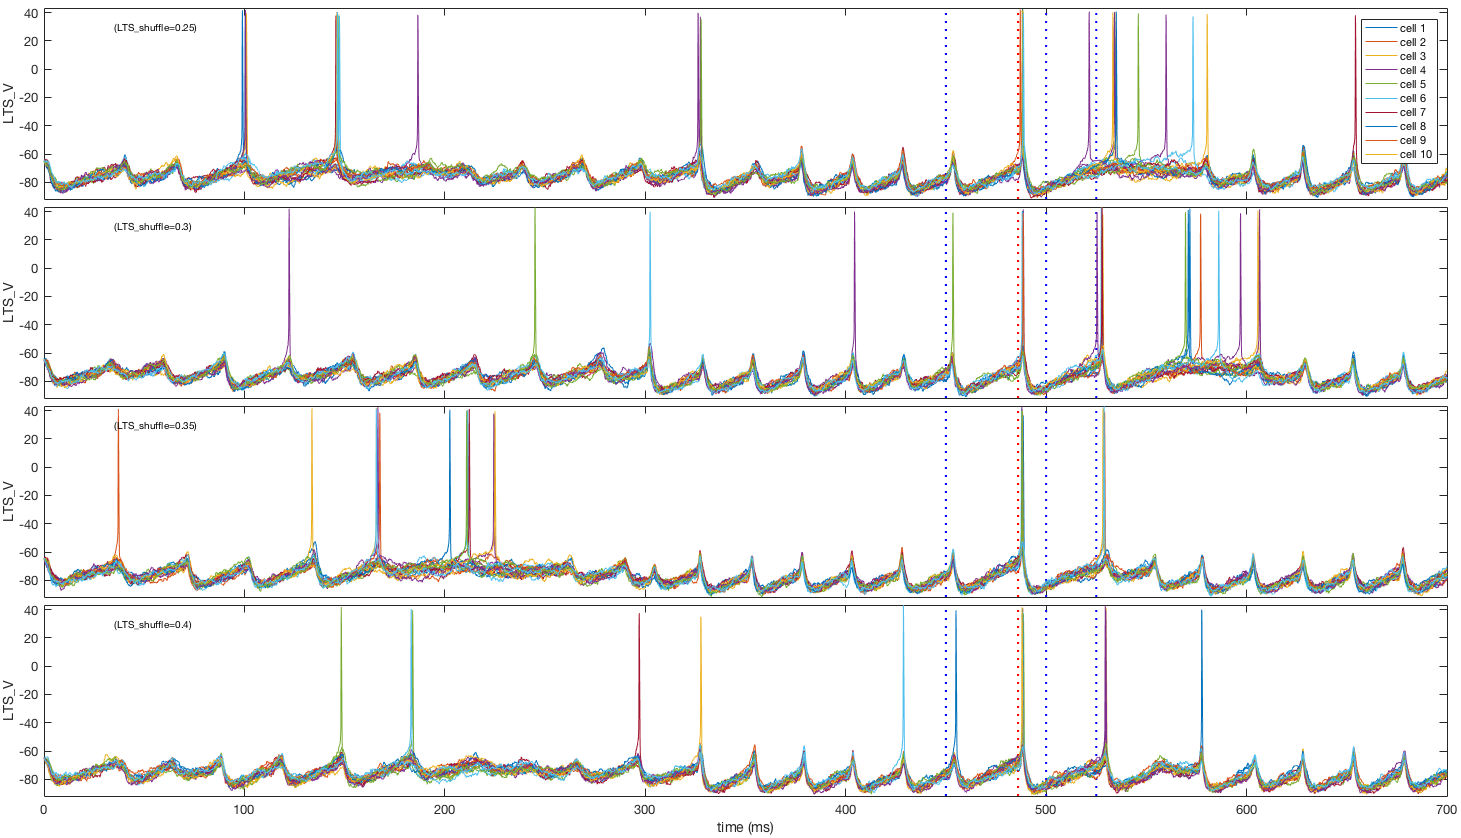 40
20
0
-20
-40
-60
-80
LTS_V
(LTS_shuffle=0.25)
cell 1
cell 2
cell 3
cell 4
cell 5
cell 6
cell 7
cell 8
cell 9
cell 10
40
20
0
-20
-40
-60
-80
LTS_V
(LTS_shuffle=0.3)
40
20
0
-20
-40
-60
-80
LTS_V
(LTS_shuffle=0.35)
40
20
0
-20
-40
-60
-80
LTS_V
(LTS_shuffle=0.4)
0 100 200 300 400 500 600 700
time (ms)